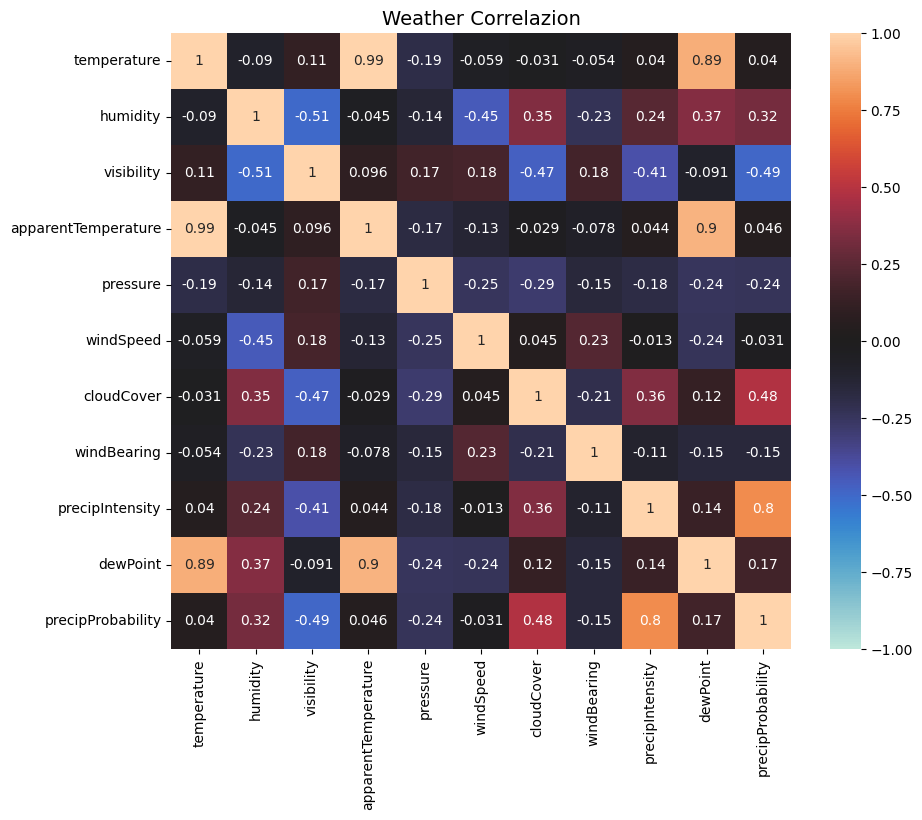 Weather Correlazion
temperature 1 -0.09 0.11 0.99 -0.19 -0.059 -0.031 -0.054 0.04 0.89 0.04
humidity -0.09 1 -0.51 -0.045 -0.14 -0.45 0.35 -0.23 0.24 0.37 0.32
visibility 0.11 -0.51 1 0.096 0.17 0.18 -0.47 0.18 -0.41 -0.091 -0.49
apparentTemperature 0.99 -0.045 0.096 1 -0.17 -0.13 -0.029 -0.078 0.044 0.9 0.046
pressure -0.19 -0.14 0.17 -0.17 1 -0.25 -0.29 -0.15 -0.18 -0.24 -0.24
windSpeed -0.059 -0.45 0.18 -0.13 -0.25 1 0.045 0.23 -0.013 -0.24 -0.031
cloudCover -0.031 0.35 -0.47 -0.029 -0.29 0.045 1 -0.21 0.36 0.12 0.48
windBearing -0.054 -0.23 0.18 -0.078 -0.15 0.23 -0.21 1 -0.11 -0.15 -0.15
precipIntensity 0.04 0.24 -0.41 0.044 -0.18 -0.013 0.36 -0.11 1 0.14 0.8
dewPoint 0.89 0.37 -0.091 0.9 -0.24 -0.24 0.12 -0.15 0.14 1 0.17
precipProbability 0.04 0.32 -0.49 0.046 -0.24 -0.031 0.48 -0.15 0.8 0.17 1
temperature
humidity
visibility
apparentTemperature
pressure
windSpeed
cloudCover
windBearing
precipIntensity
dewPoint
precipProbability
1.00
0.75
0.50
0.25
0.00
−0.25
−0.50
−0.75
−1.00